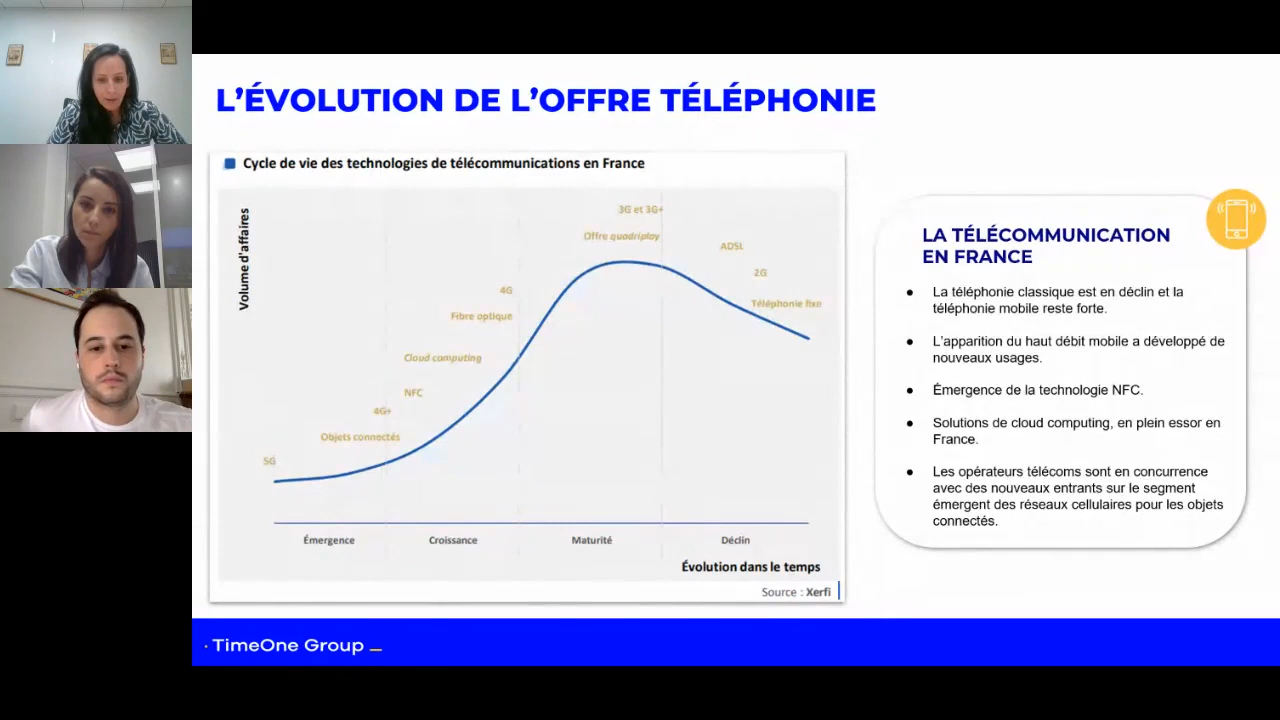 L'ÉVOLUTION DE L'OFFRE TÉLÉPHONIE
Cycle de vie des technologies de télécommunications en France
Volume d'affaires
3G et 3G+
Offre quadriplay
ADSL
2G
Téléphonie fixe
4G
Fibre optique
Cloud computing
NFC
4G+
Objets connectés
5G
Émergence
Croissance
Maturité
Déclin
Évolution dans le temps
Source : Xerfi
LA TÉLÉCOMMUNICATION
EN FRANCE
● La téléphonie classique est en déclin et la
téléphonie mobile reste forte.
● L'apparition du haut débit mobile a développé de
nouveaux usages.
● Émergence de la technologie NFC.
● Solutions de cloud computing, en plein essor en
France.
● Les opérateurs télécoms sont en concurrence
avec des nouveaux entrants sur le segment
émergent des réseaux cellulaires pour les objets
connectés.
· TimeOne Group _